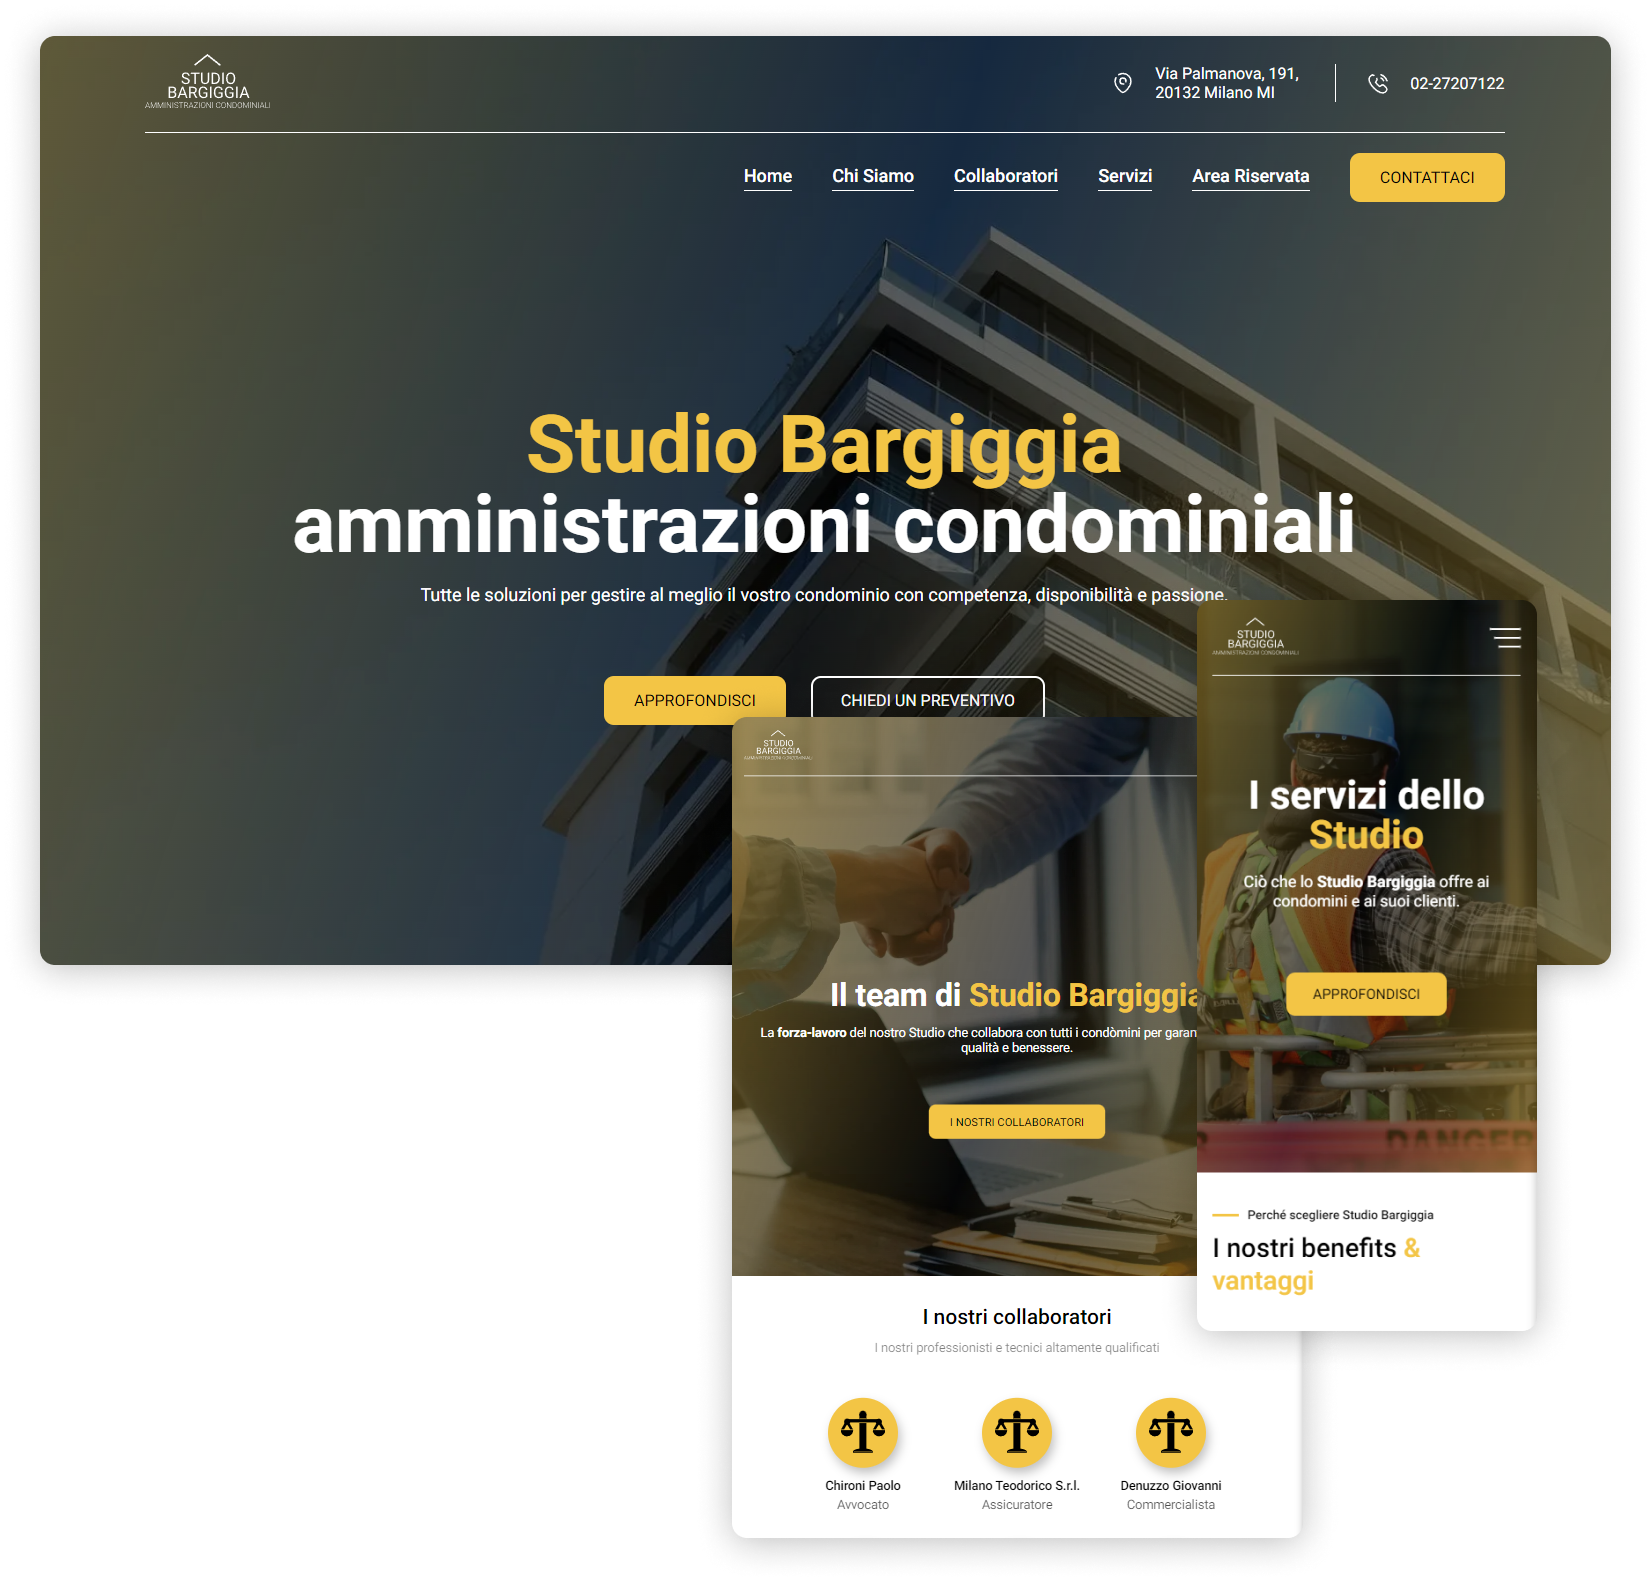 STUDIO
BARGIGGIA
AMMINISTRAZIONI CONDOMINIALI
Via Palmanova, 191,
20132 Milano MI
02-27207122
Home Chi Siamo Collaboratori Servizi Area Riservata CONTATTACI
Studio Bargiggia
amministrazioni condominiali
Tutte le soluzioni per gestire al meglio il vostro condominio con competenza, disponibilità e passione.
APPROFONDISCI CHIEDI UN PREVENTIVO
STUDIO
BARGIGGIA
AMMINISTRAZIONI CONDOMINIALI
Il team di Studio Bargiggia
La forza-lavoro del nostro Studio che collabora con tutti i condòmini per garan
qualità e benessere.
I NOSTRI COLLABORATORI
I nostri collaboratori
I nostri professionisti e tecnici altamente qualificati
Chironi Paolo
Avvocato
Milano Teodorico S.r.l.
Assicuratore
Denuzzo Giovanni
Commercialista
STUDIO
BARGIGGIA
AMMINISTRAZIONI CONDOMINIALI
I servizi dello
Studio
Ciò che lo Studio Bargiggia offre ai
condomini e ai suoi clienti.
APPROFONDISCI
DANGER
Perché scegliere Studio Bargiggia
I nostri benefits &
vantaggi